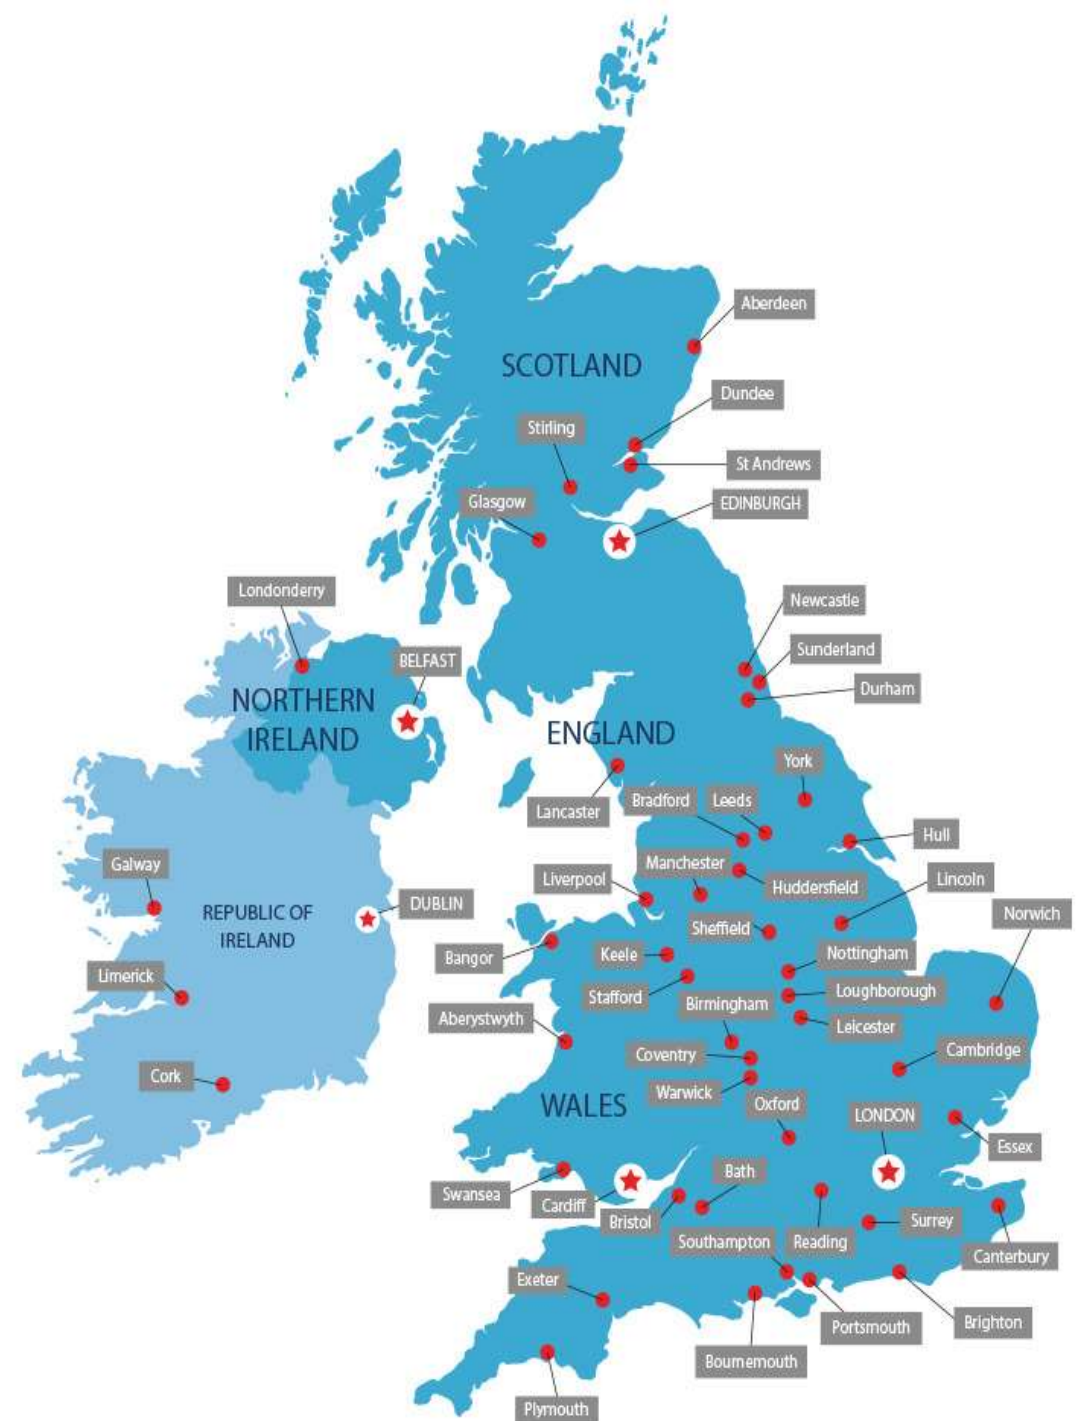 Aberdeen
SCOTLAND
Dundee
Stirling
St Andrews
Glasgow
EDINBURGH
Londonderry
Newcastle
Sunderland
BELFAST
Durham
NORTHERN
IRELAND
ENGLAND
York
Bradford
Leeds
Lancaster
Hull
Galway
Manchester
Liverpool
Huddersfield
Lincoln
DUBLIN
REPUBLIC OF
IRELAND
Norwich
Sheffield
Bangor
Keele
Nottingham
Limerick
Stafford
Loughborough
Birmingham
Aberystwyth
Leicester
Coventry
Cambridge
Cork
Warwick
WALES
Oxford
LONDON
Essex
Bath
Swansea
Cardiff
Bristol
Surrey
Southampton
Reading
Canterbury
Exeter
Brighton
Portsmouth
Bournemouth
Plymouth